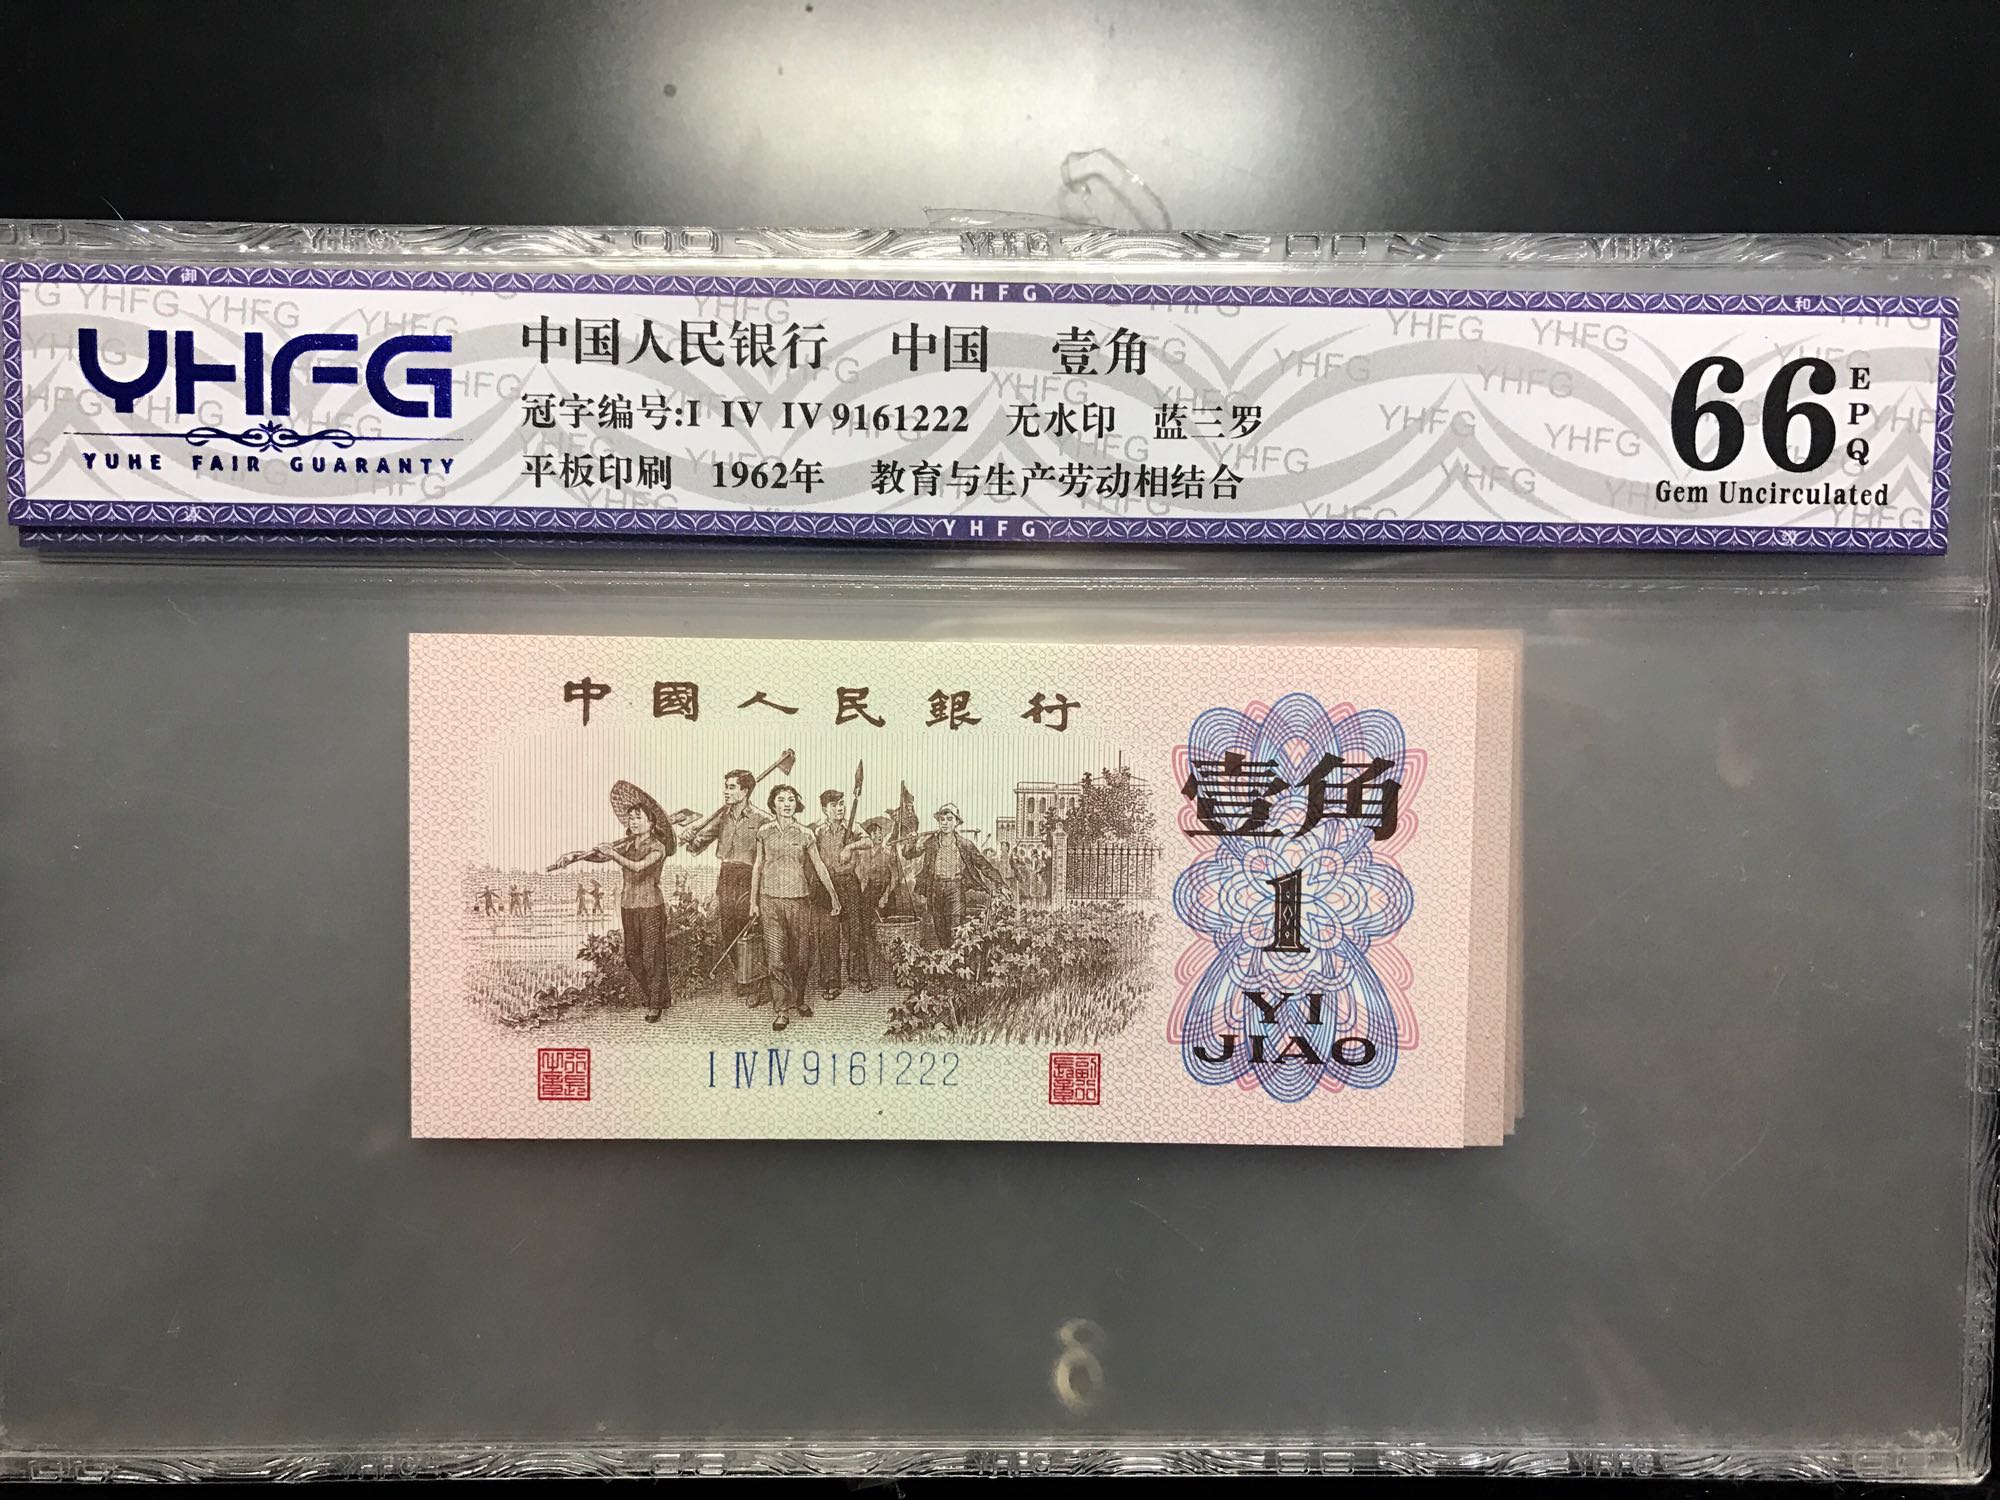 YHFG
YUHE FAIR GUARANTY
中国人民银行 中国 壹角
冠字编号:I IV IV 9161222 无水印 蓝三罗
平板印刷 1962年 教育与生产劳动相结合
66
EPQ
Gem Uncirculated
YHFG
YHFG
中國人民銀行
壹角
1
YI
JIAO
I IV IV 9161222